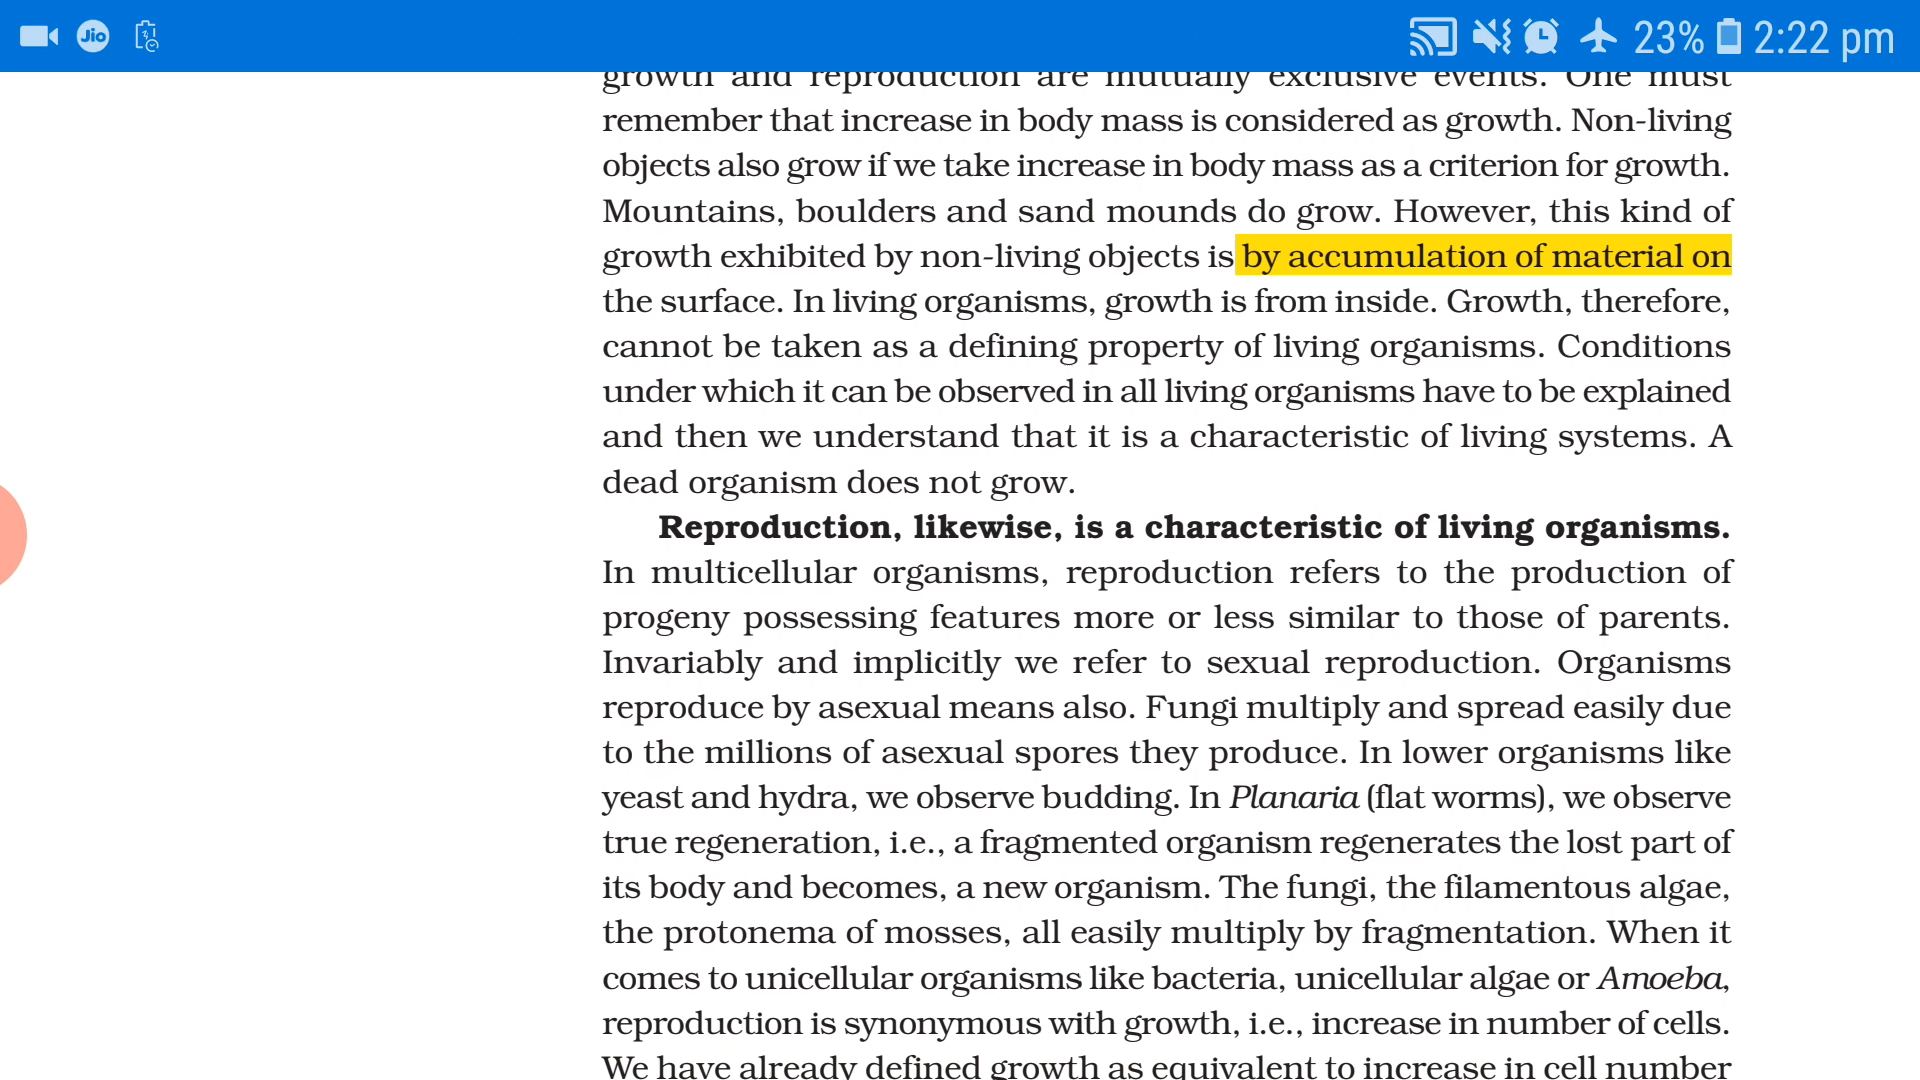 Jio
23% 2:22 pm
growth and reproduction are mutually exclusive events. One must
remember that increase in body mass is considered as growth. Non-living
objects also grow if we take increase in body mass as a criterion for growth.
Mountains, boulders and sand mounds do grow. However, this kind of
growth exhibited by non-living objects is by accumulation of material on
the surface. In living organisms, growth is from inside. Growth, therefore,
cannot be taken as a defining property of living organisms. Conditions
under which it can be observed in all living organisms have to be explained
and then we understand that it is a characteristic of living systems. A
dead organism does not grow.
Reproduction, likewise, is a characteristic of living organisms.
In multicellular organisms, reproduction refers to the production of
progeny possessing features more or less similar to those of parents.
Invariably and implicitly we refer to sexual reproduction. Organisms
reproduce by asexual means also. Fungi multiply and spread easily due
to the millions of asexual spores they produce. In lower organisms like
yeast and hydra, we observe budding. In Planaria (flat worms), we observe
true regeneration, i.e., a fragmented organism regenerates the lost part of
its body and becomes, a new organism. The fungi, the filamentous algae,
the protonema of mosses, all easily multiply by fragmentation. When it
comes to unicellular organisms like bacteria, unicellular algae or Amoeba,
reproduction is synonymous with growth, i.e., increase in number of cells.
We have already defined growth as equivalent to increase in cell number